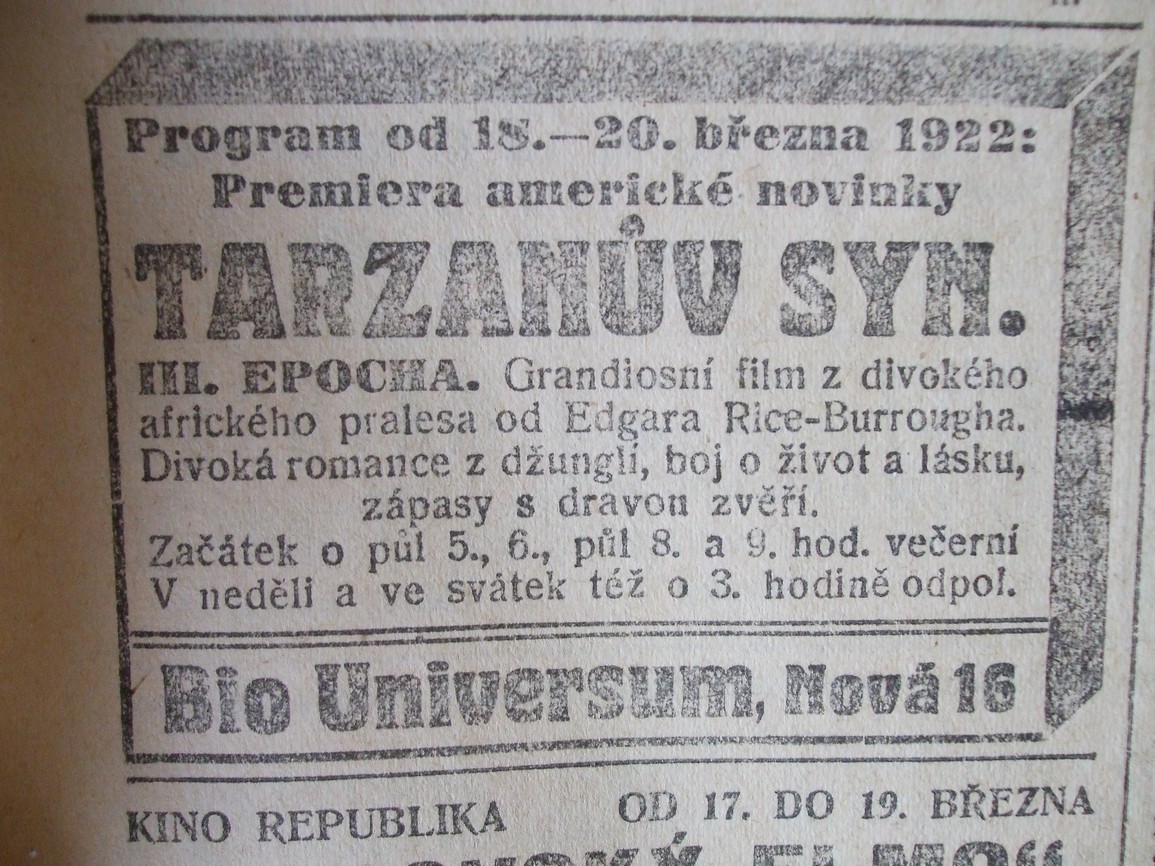 Program od 18.—20. března 1922:
Premiera americké novinky
TARZANŮV SYN.
III. EPOCHA. Grandiosní film z divokého
afrického pralesa od Edgara Rice-Burrougha.
Divoká romance z džunglí, boj o život a lásku,
zápasy s dravou zvěří.
Začátek o půl 5., 6., půl 8. a 9. hod. večerní
V neděli a ve svátek též o 3. hodině odpol.
Bio Universum, Nová 16
KINO REPUBLIKA OD 17. DO 19. BŘEZNA